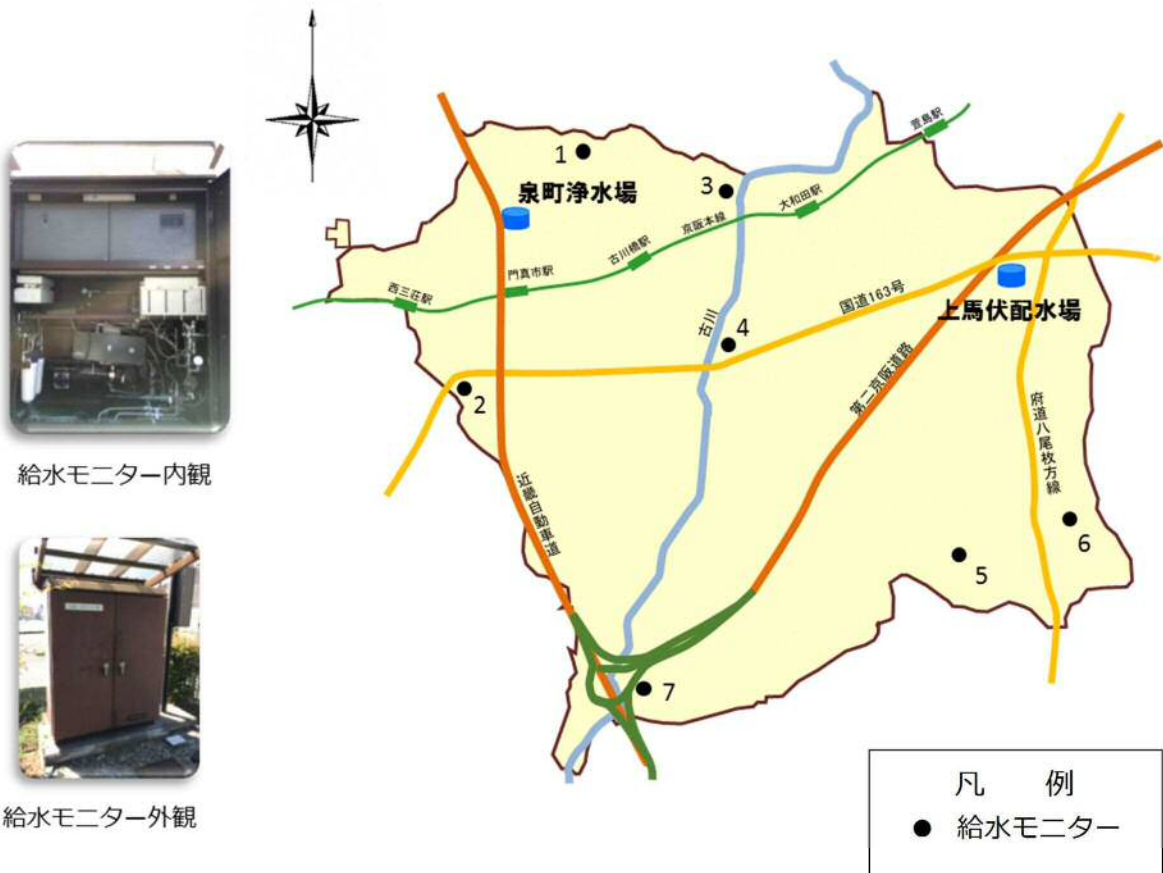 給水モニター内観
給水モニター外観
1
泉町浄水場
3
萱島駅
大和田駅
京阪本線
古川橋駅
門真市駅
西三荘駅
国道163号
上馬伏配水場
古川
4
2
第二京阪道路
府道八尾枚方線
近畿自動車道
5
6
7
凡 例
● 給水モニター